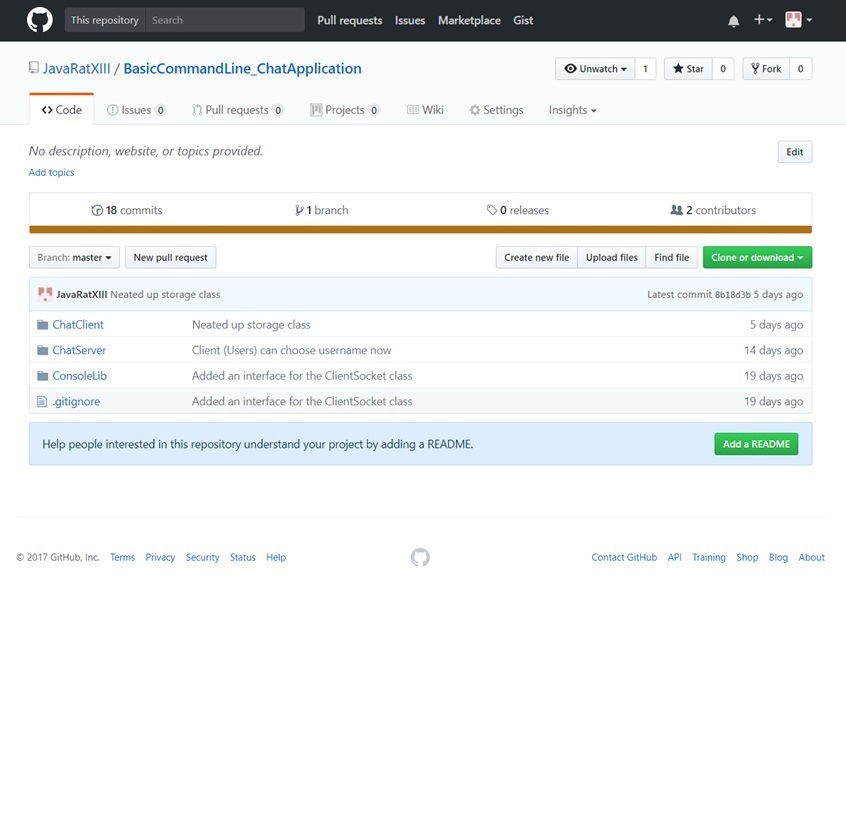 This repository Search Pull requests Issues Marketplace Gist
JavaRatXIII / BasicCommandLine_ChatApplication Unwatch 1 Star 0 Fork 0
Code Issues 0 Pull requests 0 Projects 0 Wiki Settings Insights
No description, website, or topics provided. Edit
Add topics
18 commits 1 branch 0 releases 2 contributors
Branch: master New pull request Create new file Upload files Find file Clone or download
JavaRatXIII Neated up storage class Latest commit 8b18d3b 5 days ago
ChatClient Neated up storage class 5 days ago
ChatServer Client (Users) can choose username now 14 days ago
ConsoleLib Added an interface for the ClientSocket class 19 days ago
.gitignore Added an interface for the ClientSocket class 19 days ago
Help people interested in this repository understand your project by adding a README. Add a README
© 2017 GitHub, Inc. Terms Privacy Security Status Help Contact GitHub API Training Shop Blog About